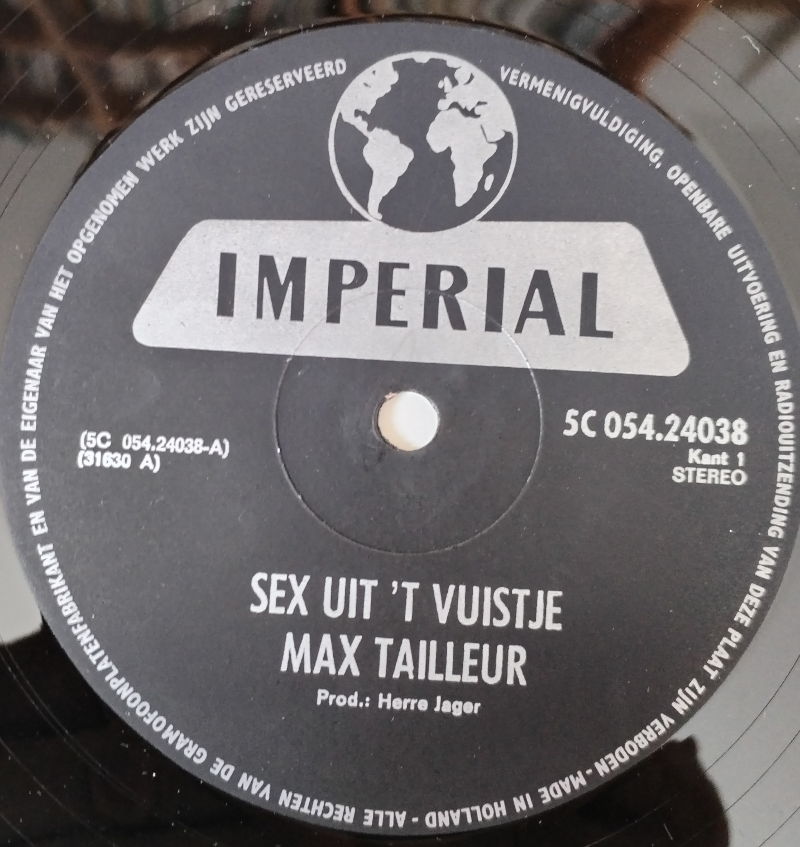 IMPERIAL
5C 054.24038
Kant 1
STEREO
(5C 054.24038-A)
(31630 A)
SEX UIT 'T VUISTJE
MAX TAILLEUR
Prod.: Herre Jager
VERMENIGVULDIGING, OPENBARE UITVOERING EN RADIOUITZENDING VAN DEZE PLAAT ZIJN VERBODEN - MADE IN HOLLAND - ALLE RECHTEN VAN DE GRAMOFOONPLATENFABRIKANT EN VAN DE EIGENAAR VAN HET OPGENOMEN WERK ZIJN GERESERVEERD